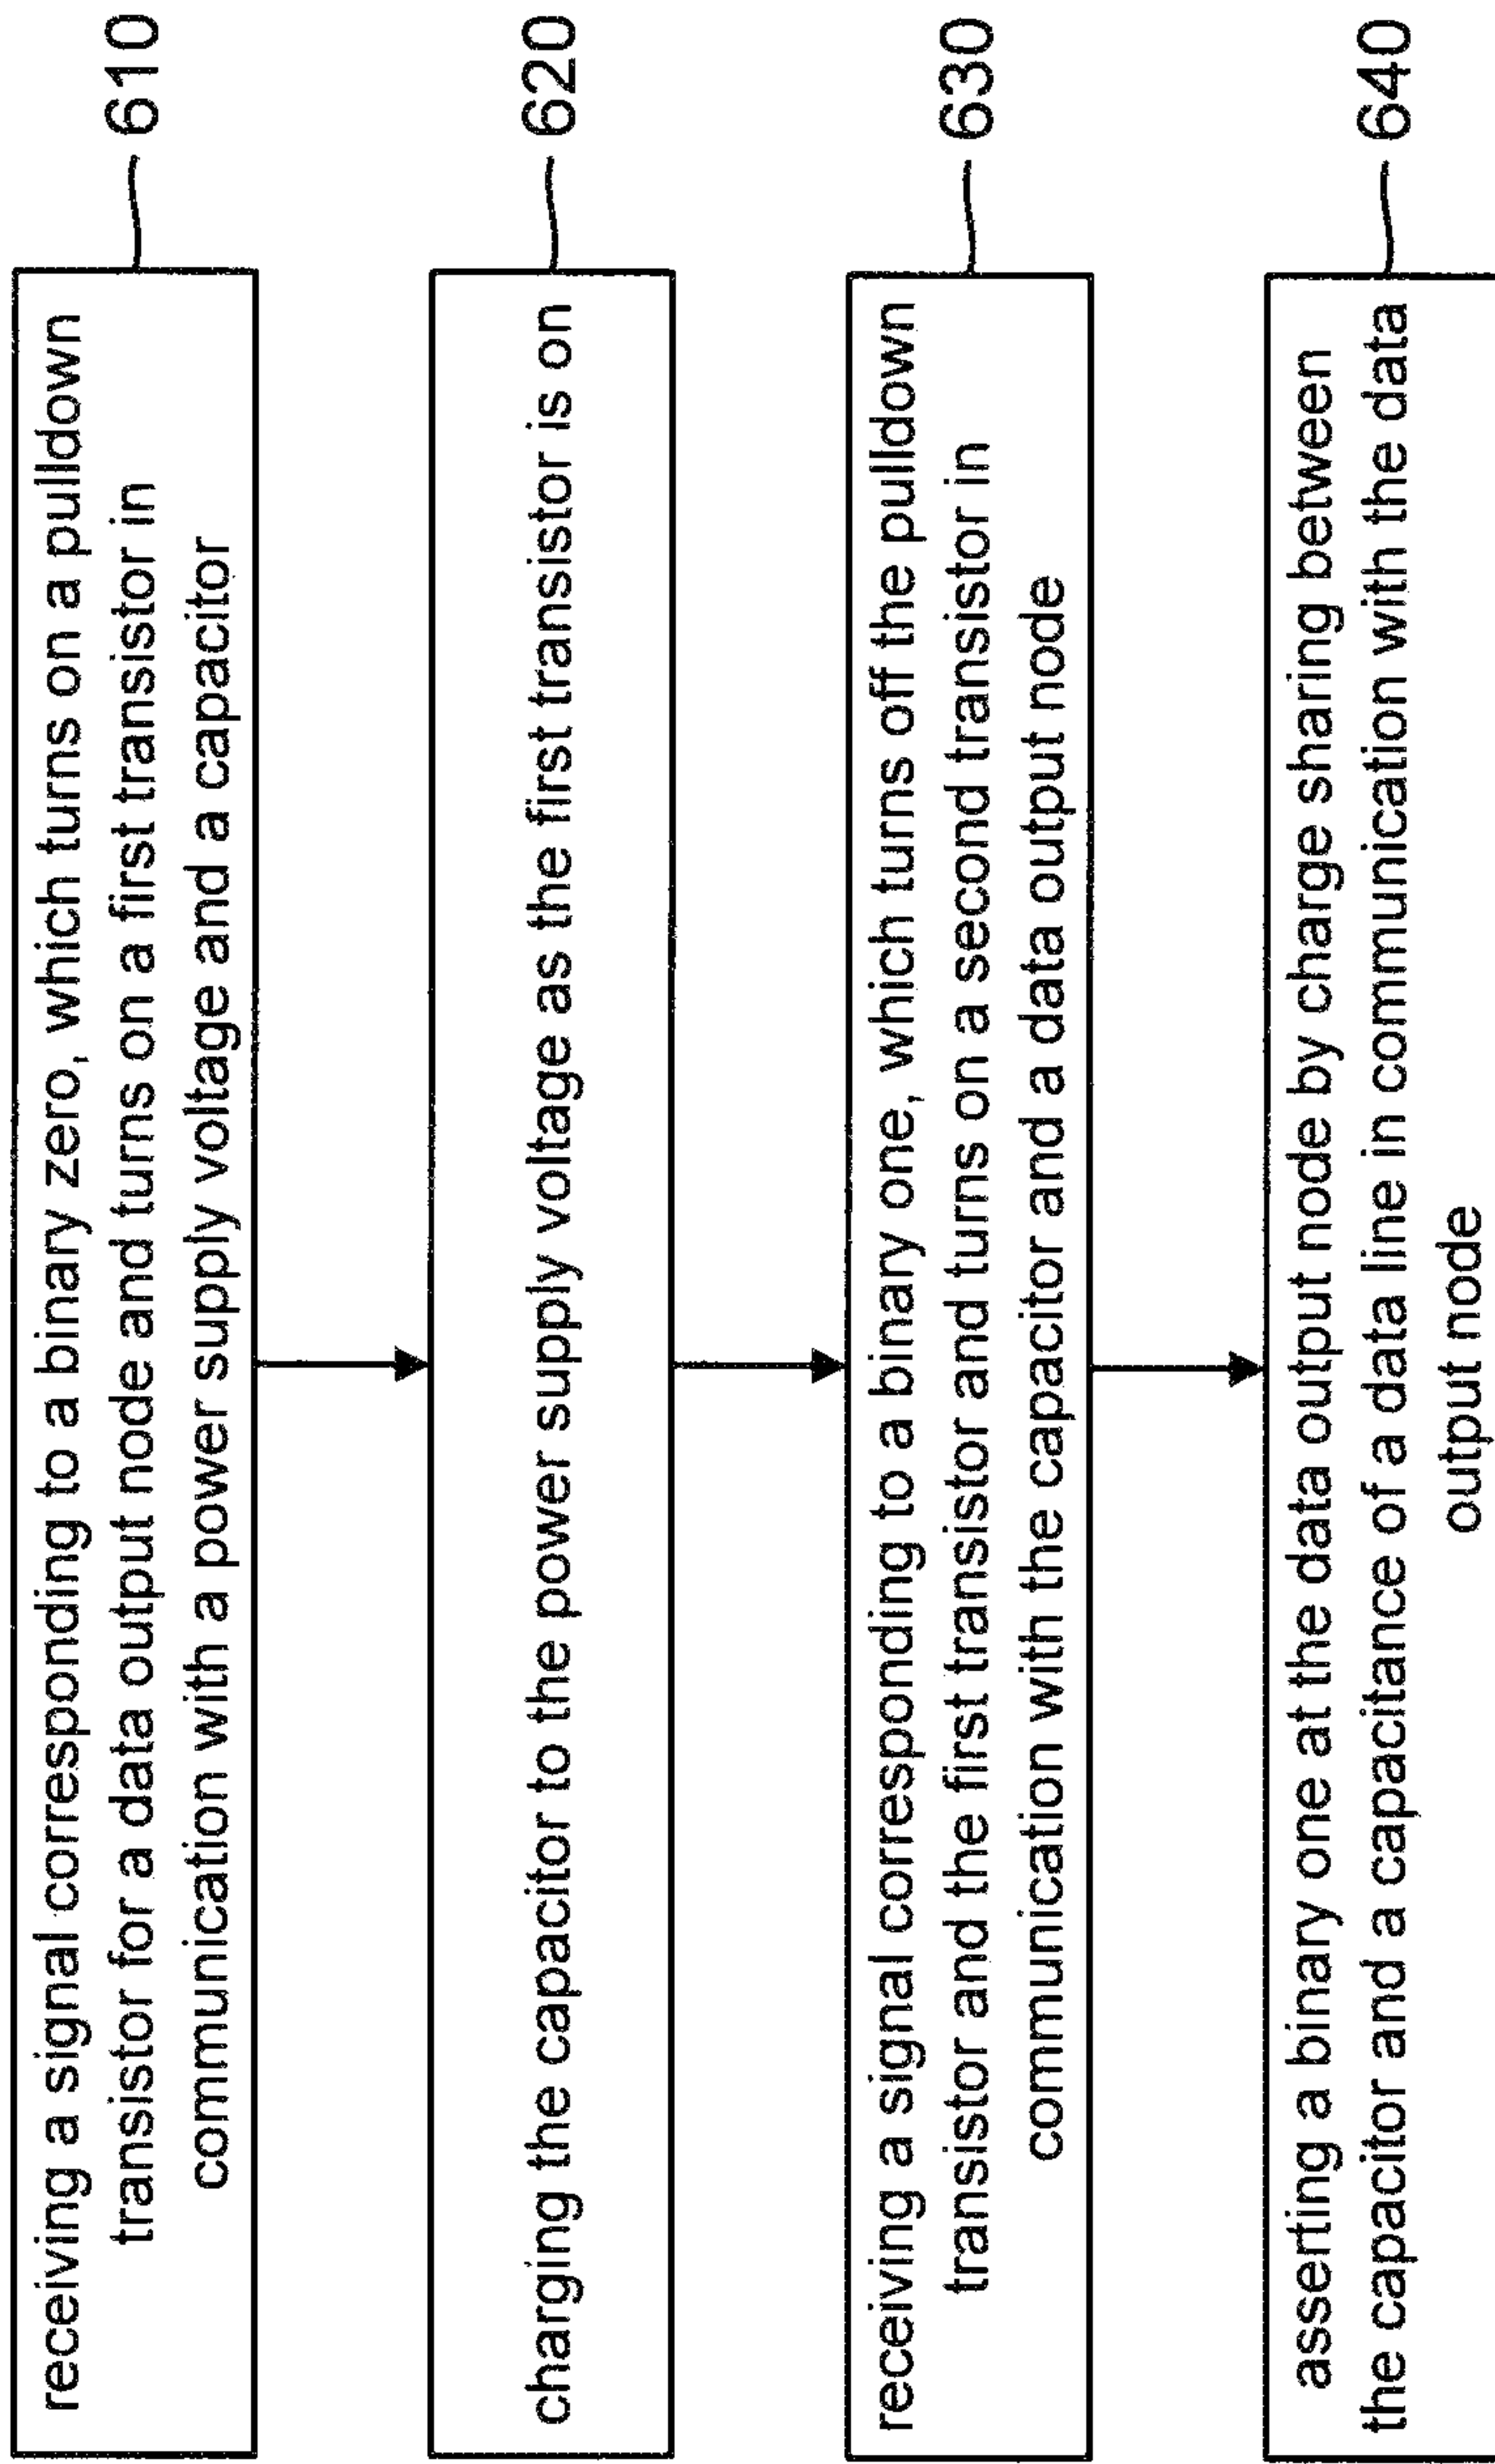 receiving a signal corresponding to a binary zero, which turns on a pulldown
transistor for a data output node and turns on a first transistor in
communication with a power supply voltage and a capacitor
610
charging the capacitor to the power supply voltage as the first transistor is on
620
receiving a signal corresponding to a binary one, which turns off the pulldown
transistor and the first transistor and turns on a second transistor in
communication with the capacitor and a data output node
630
asserting a binary one at the data output node by charge sharing between
the capacitor and a capacitance of a data line in communication with the data
output node
640